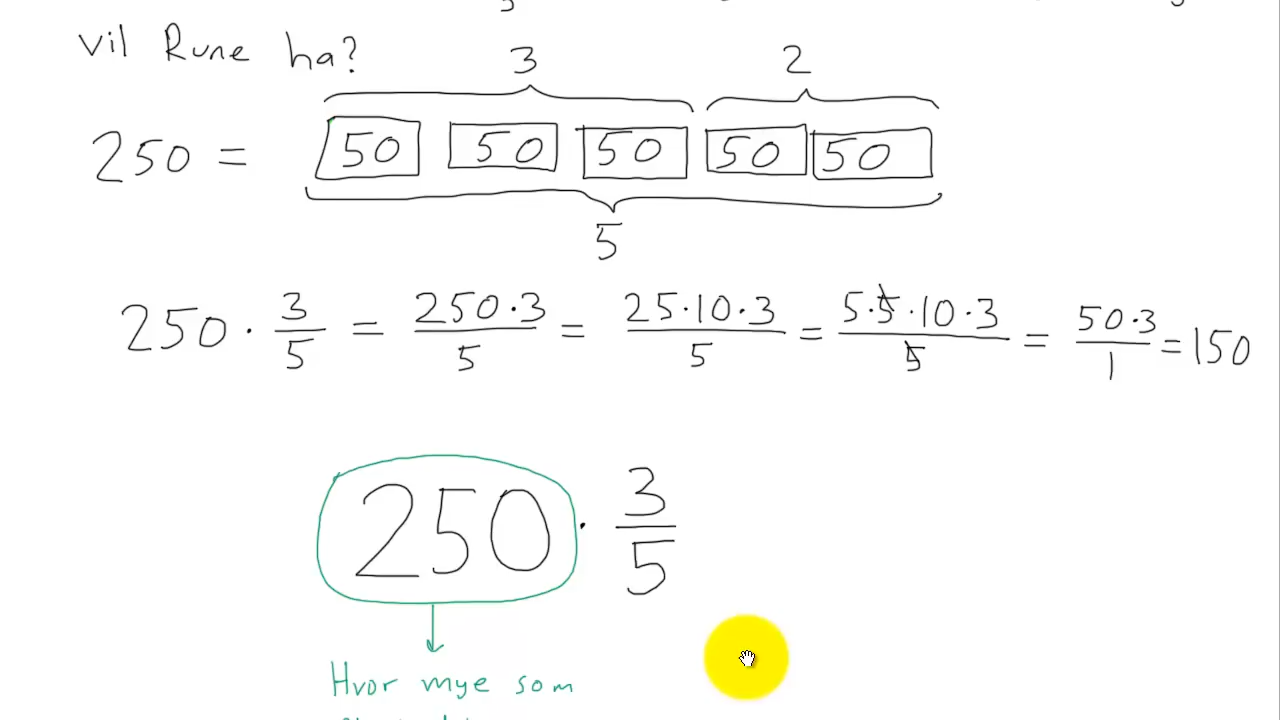 vil Rune ha?
3 2
250 = 50 50 50 50 50
5
250 · 3/5 = 250·3/5 = 25·10·3/5 = 5·5·10·3/5 = 50·3/1 = 150
250 · 3/5
Hvor mye som